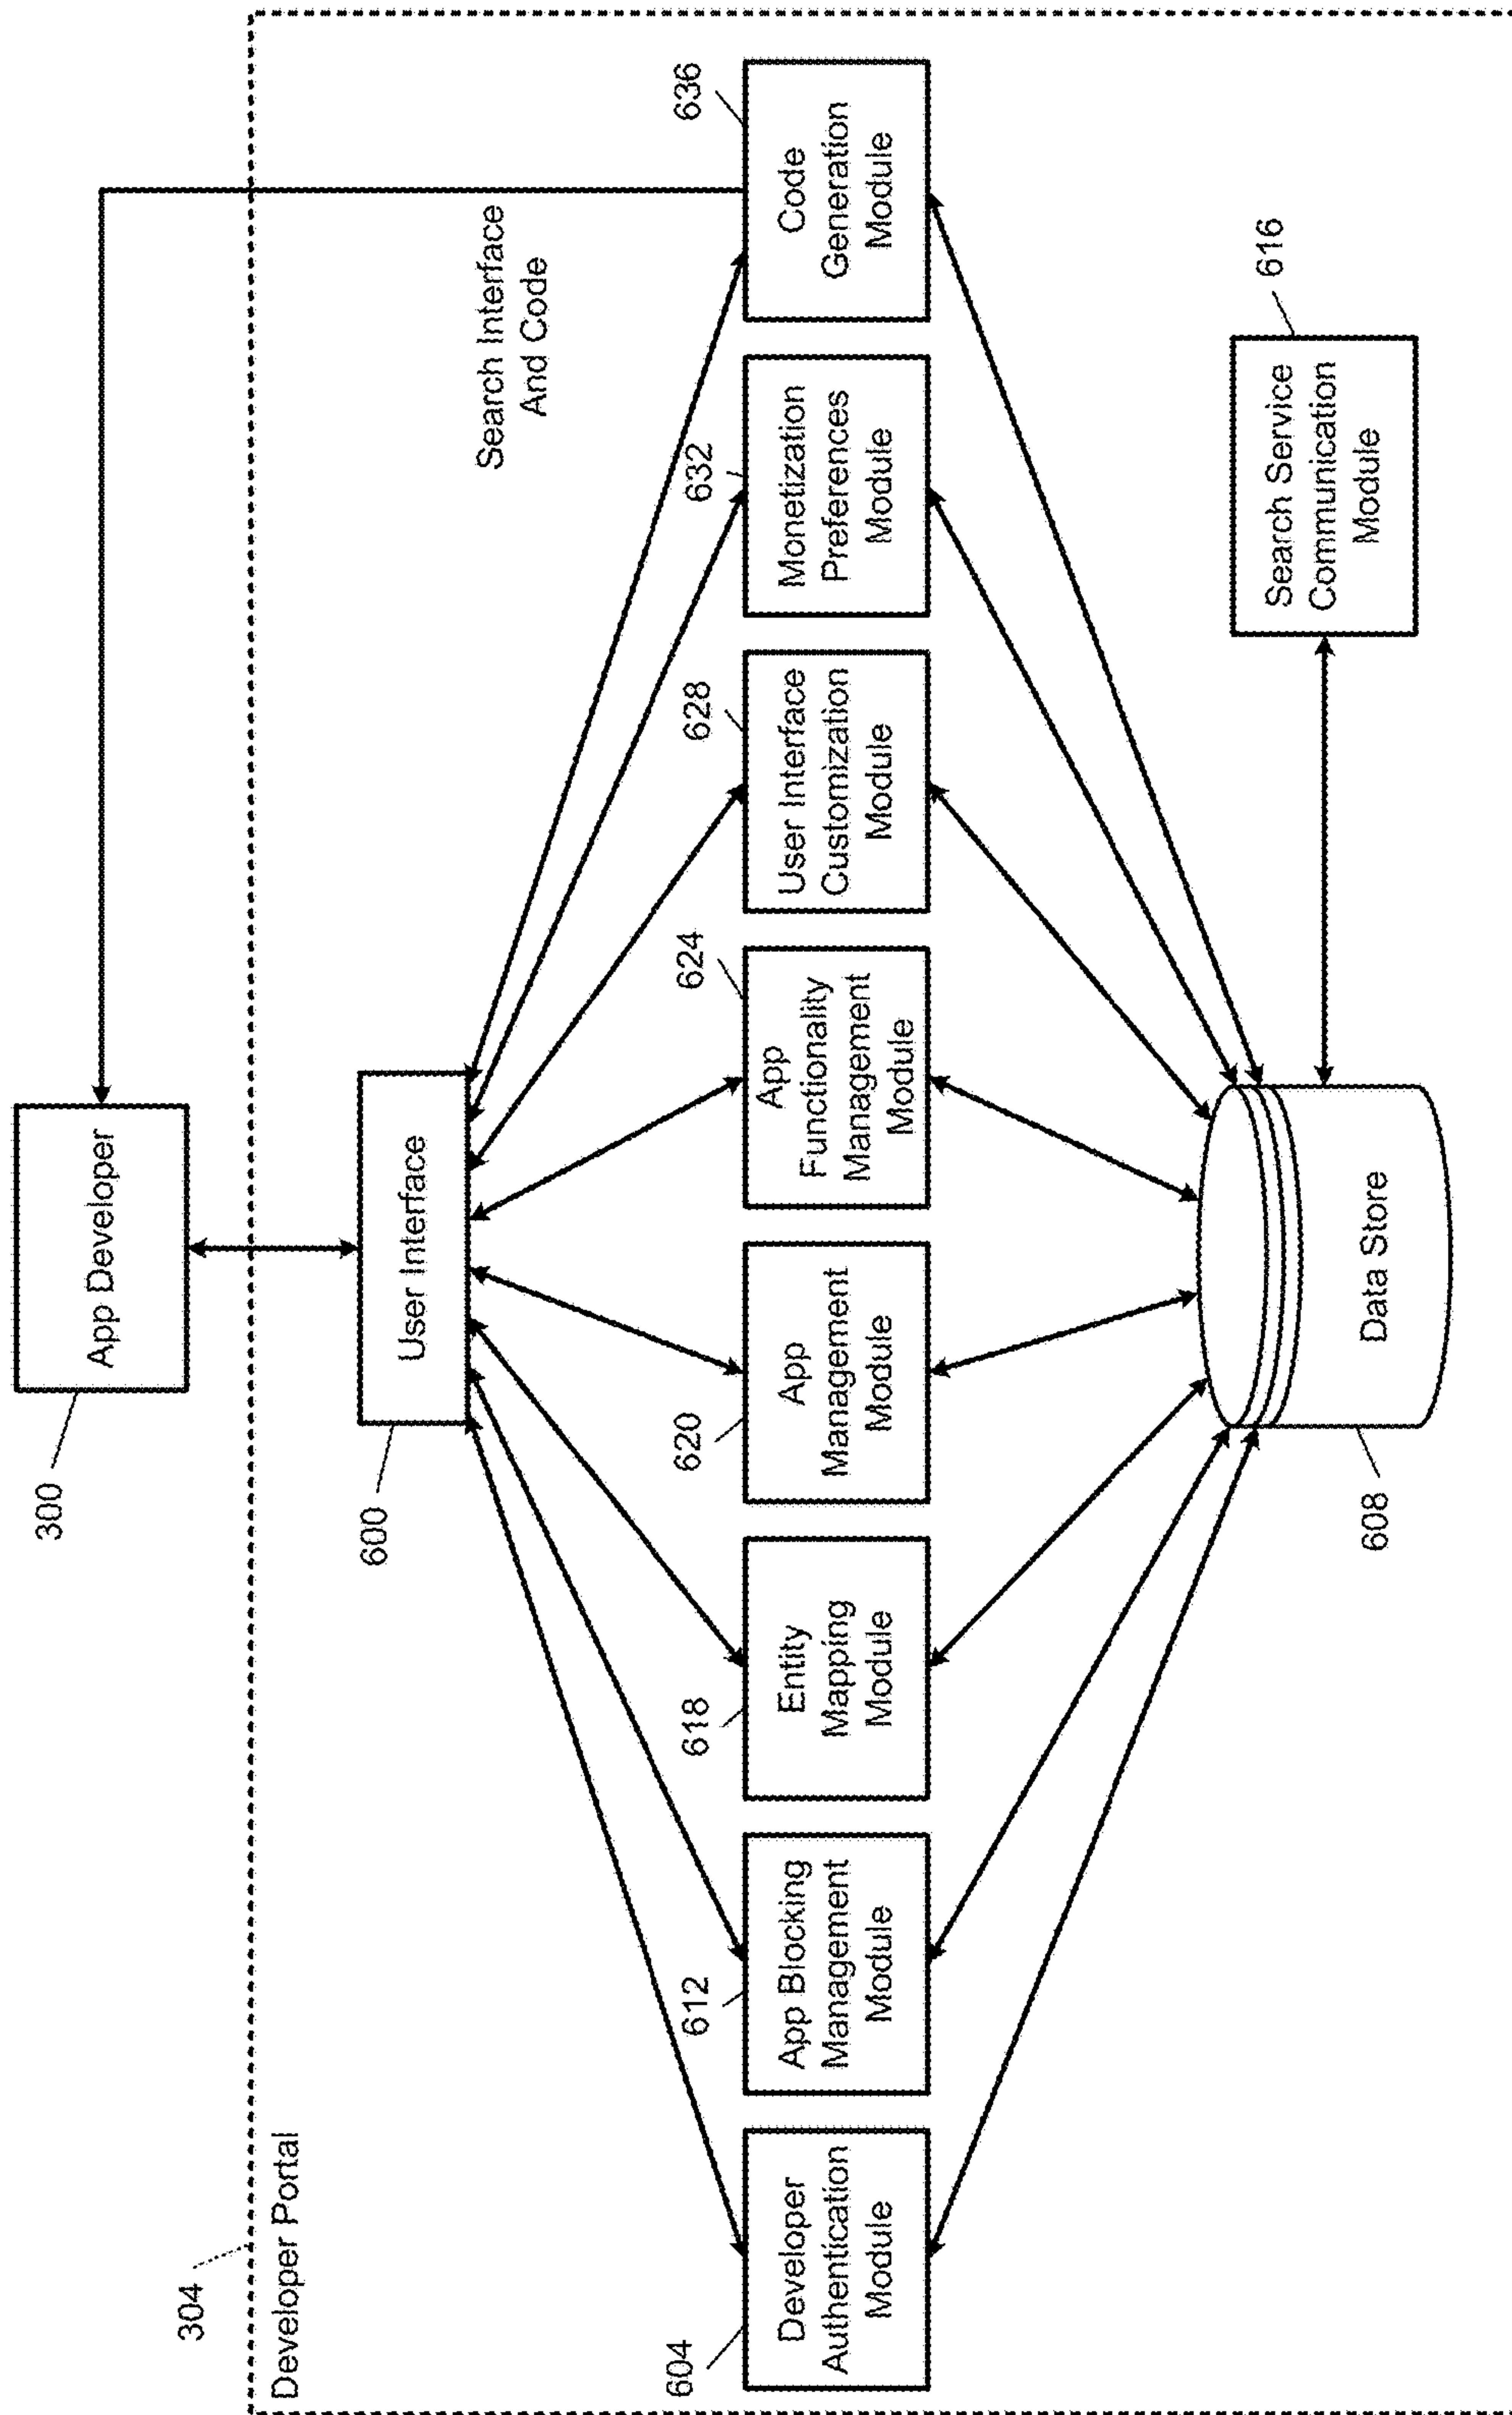 300
App Developer
304
Developer Portal
600
User Interface
Search Interface
And Code
604
Developer
Authentication
Module
612
App Blocking
Management
Module
618
Entity
Mapping
Module
620
App
Management
Module
624
App
Functionality
Management
Module
628
User Interface
Customization
Module
632
Monetization
Preferences
Module
636
Code
Generation
Module
608
Data Store
616
Search Service
Communication
Module